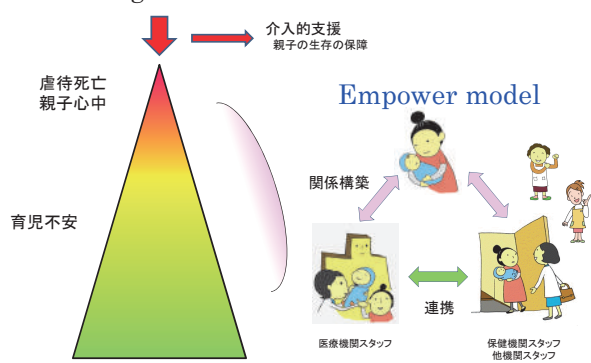 介入的支援
親子の生存の保障
虐待死亡
親子心中
Empower model
関係構築
育児不安
連携
医療機関スタッフ
保健機関スタッフ
他機関スタッフ